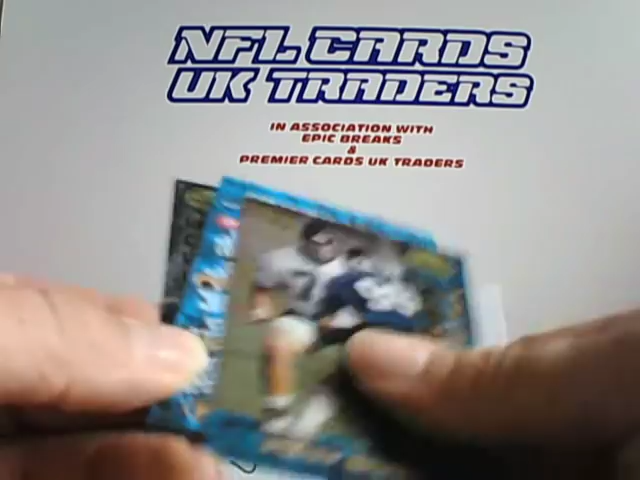 NFL CARDS
UK TRADERS
IN ASSOCIATION WITH
EPIC BREAKS
&
PREMIER CARDS UK TRADERS